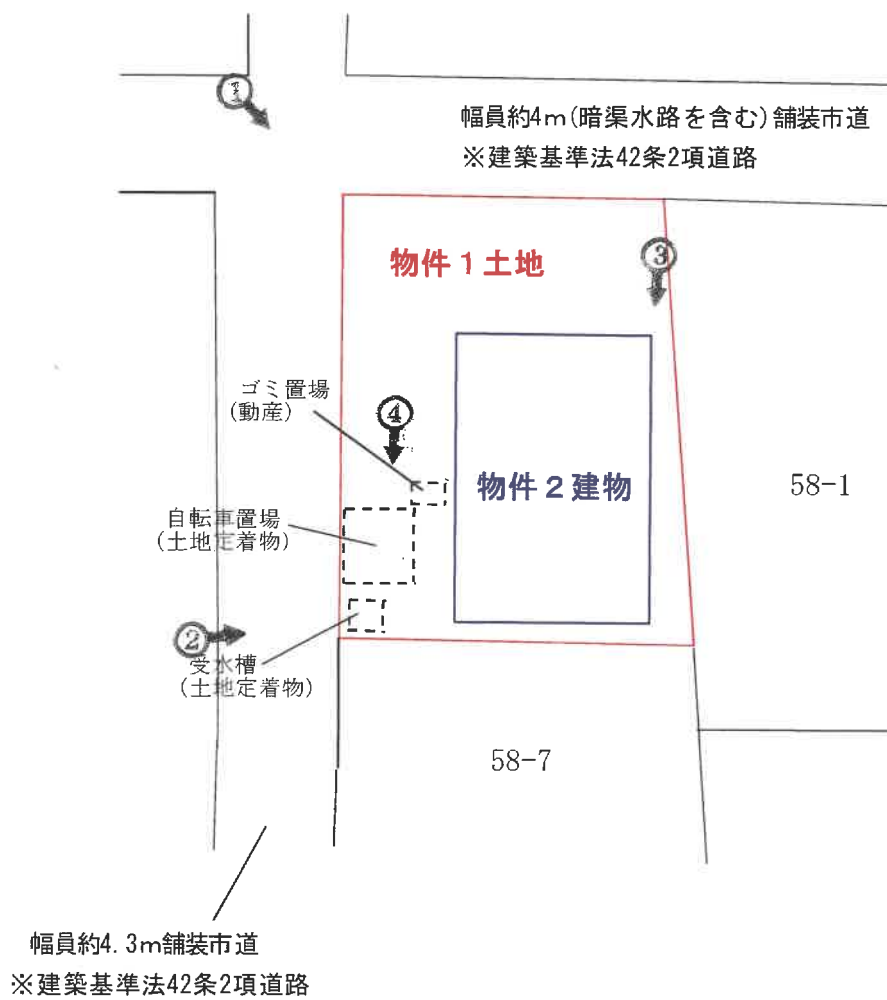 ①
幅員約4m(暗渠水路を含む)舗装市道
※建築基準法42条2項道路
物件1土地
③
ゴミ置場
(動産)
④
物件2建物
58-1
自転車置場
(土地定着物)
②
受水槽
(土地定着物)
58-7
幅員約4.3m舗装市道
※建築基準法42条2項道路